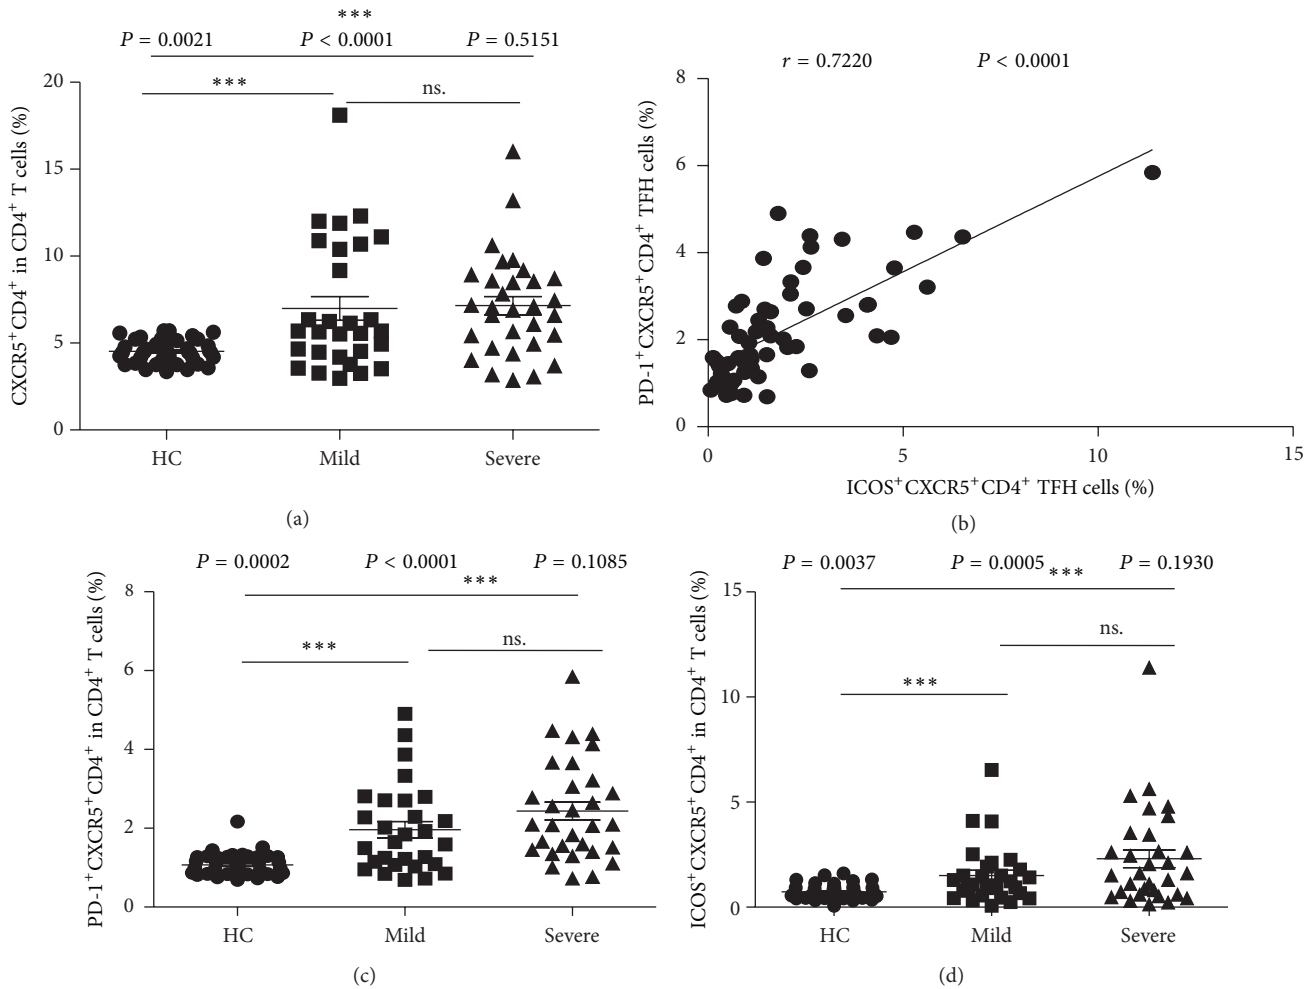 ***
P = 0.0021 P < 0.0001 P = 0.5151
***
ns.
20
15
10
5
0
CXCR5⁺CD4⁺ in CD4⁺ T cells (%)
HC Mild Severe
(a)
r = 0.7220 P < 0.0001
8
6
4
2
0
PD-1⁺CXCR5⁺CD4⁺ TFH cells (%)
0 5 10 15
ICOS⁺CXCR5⁺CD4⁺ TFH cells (%)
(b)
P = 0.0002 P < 0.0001 P = 0.1085
***
***
ns.
8
6
4
2
0
PD-1⁺CXCR5⁺CD4⁺ in CD4⁺ T cells (%)
HC Mild Severe
(c)
P = 0.0037 P = 0.0005 P = 0.1930
***
ns.
***
15
10
5
0
ICOS⁺CXCR5⁺CD4⁺ in CD4⁺ T cells (%)
HC Mild Severe
(d)